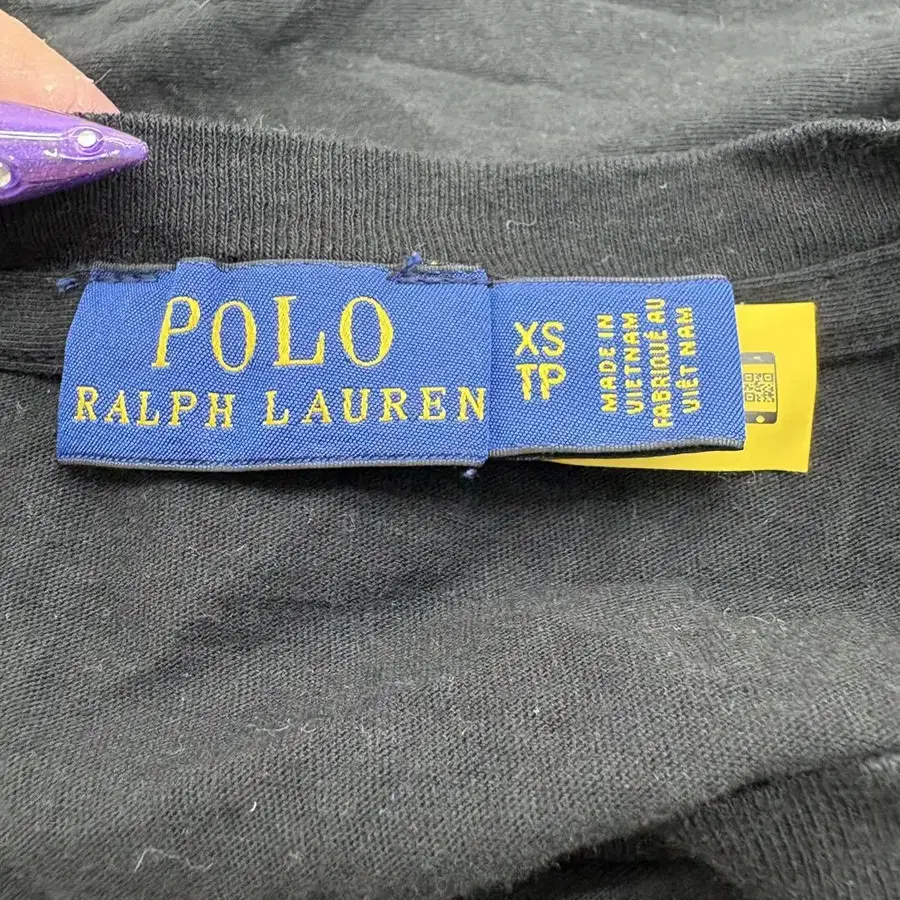 POLO
RALPH LAUREN
XS
TP
MADE IN
VIETNAM
FABRIQUÉ AU
VIÊT NAM